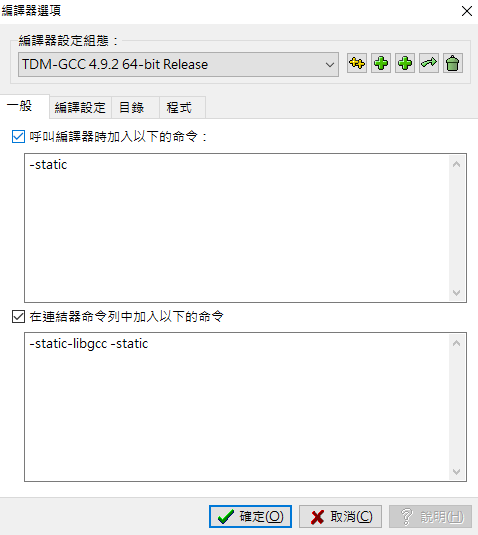 編譯器選項
編譯器設定組態：
TDM-GCC 4.9.2 64-bit Release
一般 編譯設定 目錄 程式
呼叫編譯器時加入以下的命令：
-static
在連結器命令列中加入以下的命令
-static-libgcc -static
確定(O) 取消(C) 說明(H)